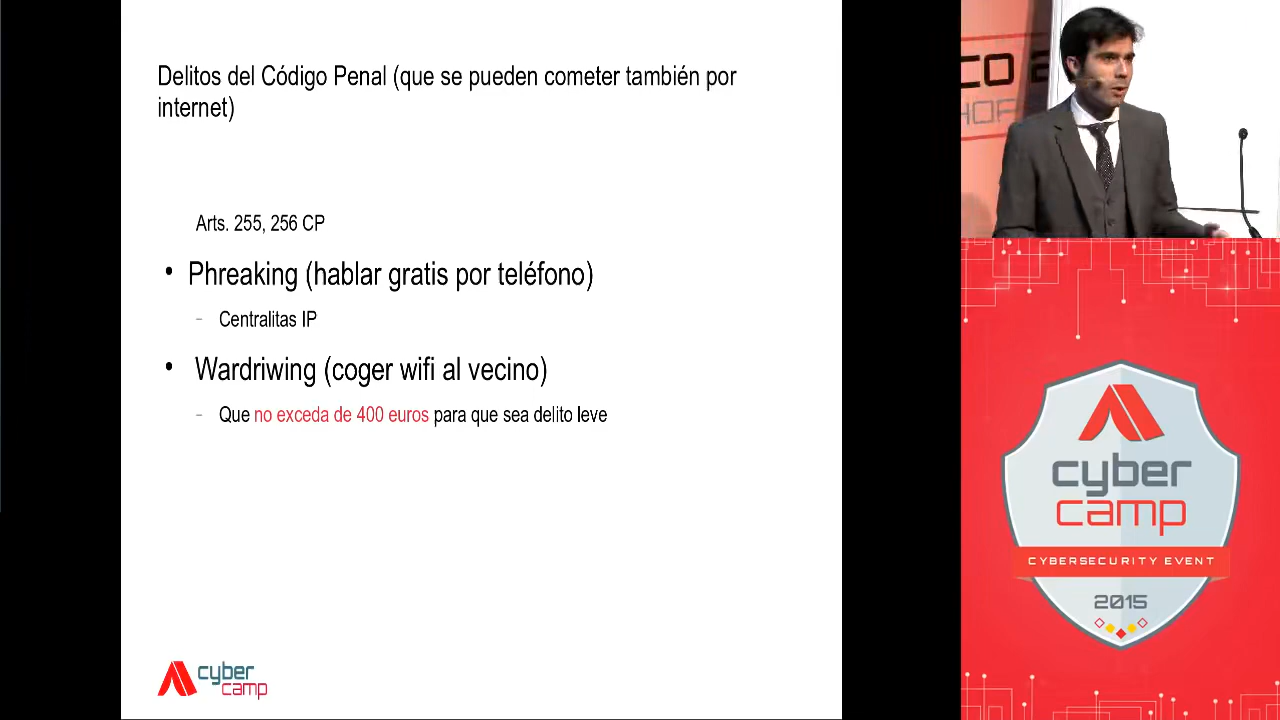 Delitos del Código Penal (que se pueden cometer también por
internet)
Arts. 255, 256 CP
• Phreaking (hablar gratis por teléfono)
- Centralitas IP
• Wardriwing (coger wifi al vecino)
- Que no exceda de 400 euros para que sea delito leve
cyber
camp
CO
HOP
cyber
camp
CYBERSECURITY EVENT
2015